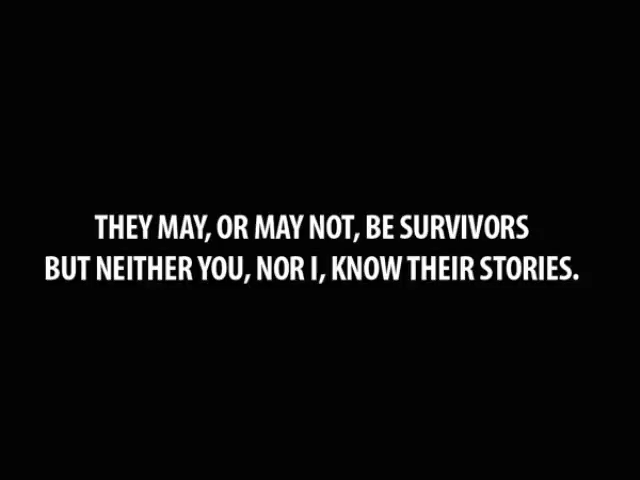 THEY MAY, OR MAY NOT, BE SURVIVORS
BUT NEITHER YOU, NOR I, KNOW THEIR STORIES.